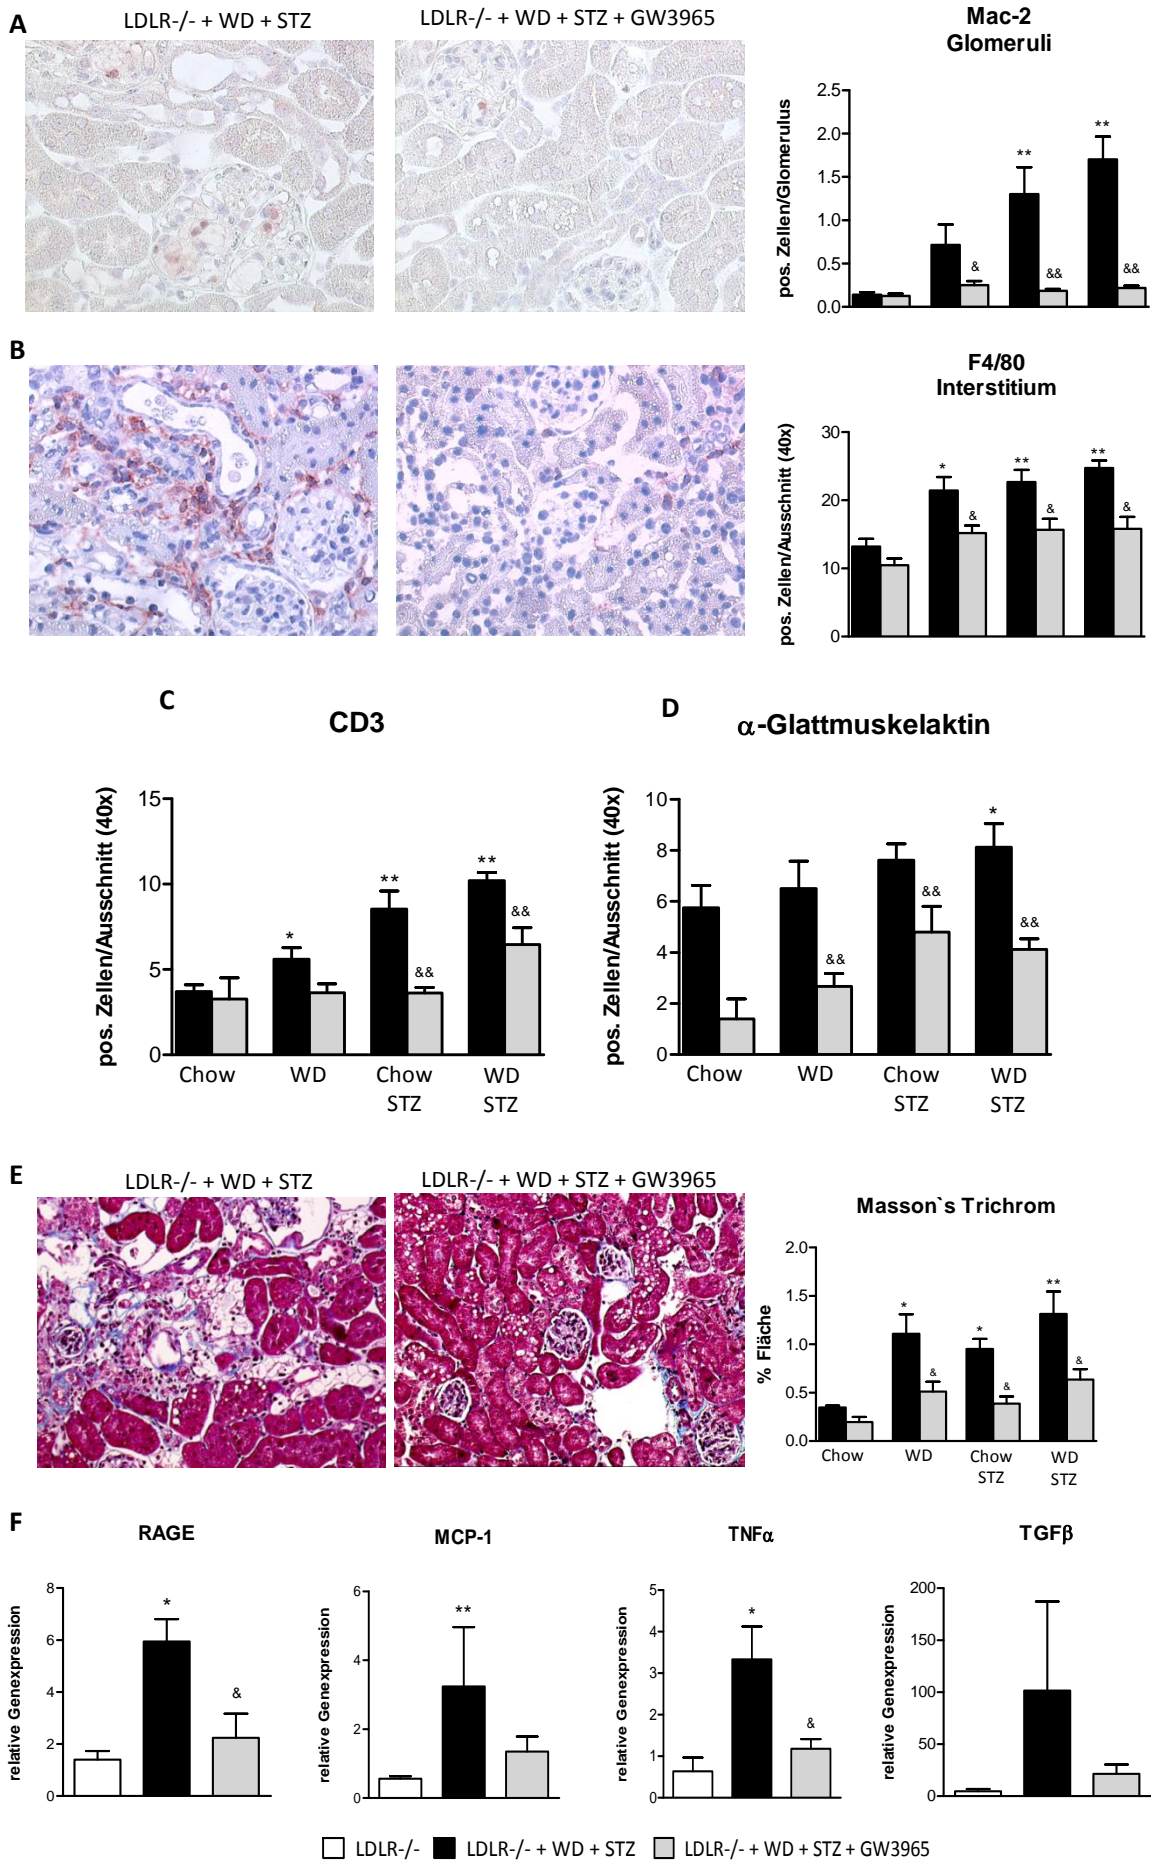 A
LDLR-/- + WD + STZ
LDLR-/- + WD + STZ + GW3965
Mac-2
Glomeruli
pos. Zellen/Glomerulus
2.5
2.0
1.5
1.0
0.5
0.0
&
**
&&
**
&&
B
F4/80
Interstitium
pos. Zellen/Ausschnitt (40x)
30
20
10
0
*
&
**
&
**
&
C
CD3
pos. Zellen/Ausschnitt (40x)
15
10
5
0
*
**
&&
**
&&
Chow
WD
Chow
STZ
WD
STZ
D
α-Glattmuskelaktin
pos. Zellen/Ausschnitt (40x)
10
8
6
4
2
0
&&
&&
*
&&
Chow
WD
Chow
STZ
WD
STZ
E
LDLR-/- + WD + STZ
LDLR-/- + WD + STZ + GW3965
Masson`s Trichrom
% Fläche
2.0
1.5
1.0
0.5
0.0
*
&
*
&
**
&
Chow
WD
Chow
STZ
WD
STZ
F
RAGE
relative Genexpression
8
6
4
2
0
*
&
MCP-1
relative Genexpression
6
4
2
0
**
TNFα
relative Genexpression
5
4
3
2
1
0
*
&
TGFβ
relative Genexpression
200
150
100
50
0
LDLR-/-
LDLR-/- + WD + STZ
LDLR-/- + WD + STZ + GW3965